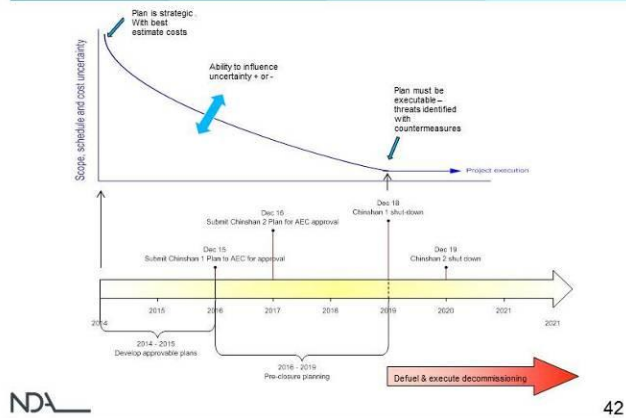 Plan is strategic.
With best
estimate costs
Ability to influence
uncertainty + or -
Plan must be
executable –
threats identified
with
countermeasures
Scope, schedule and cost uncertainty
Project execution
Dec 18
Chinshan 1 shut-down
Dec 16
Submit Chinshan 2 Plan for AEC approval
Dec 15
Submit Chinshan 1 Plan to AEC for approval
Dec 19
Chinshan 2 shut down
2014 2015 2016 2017 2018 2019 2020 2021 2021
2014 - 2015
Develop approvable plans
2016 - 2019
Pre-closure planning
Defuel & execute decommissioning
NDA
42